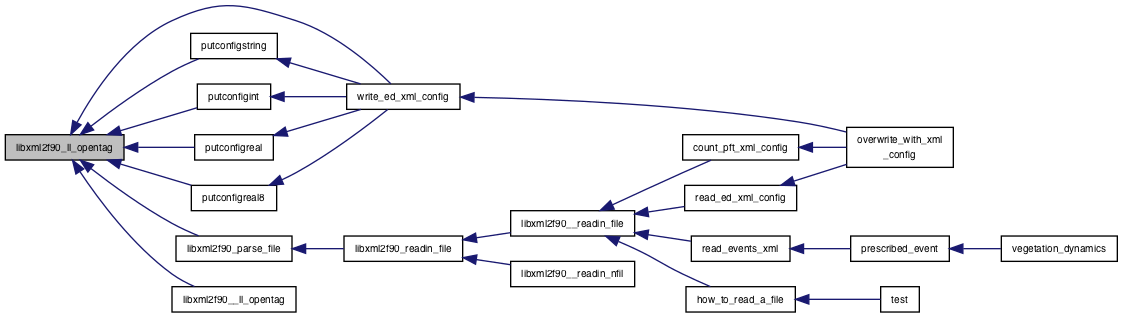 putconfigstring
putconfigint
write_ed_xml_config
libxml2f90_ll_opentag
putconfigreal
count_pft_xml_config
overwrite_with_xml
_config
putconfigreal8
read_ed_xml_config
libxml2f90__readin_file
libxml2f90_parse_file
libxml2f90_readin_file
read_events_xml
prescribed_event
vegetation_dynamics
libxml2f90__readin_nfil
libxml2f90__ll_opentag
how_to_read_a_file
test